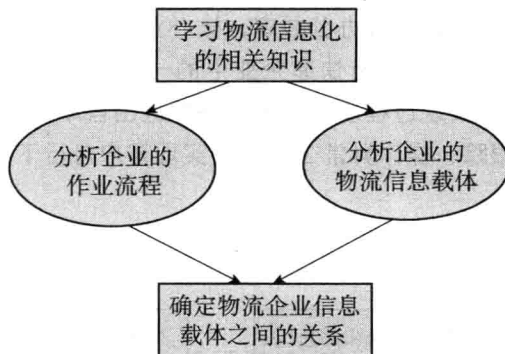 学习物流信息化
的相关知识
分析企业的
作业流程
分析企业的
物流信息载体
确定物流企业信息
载体之间的关系